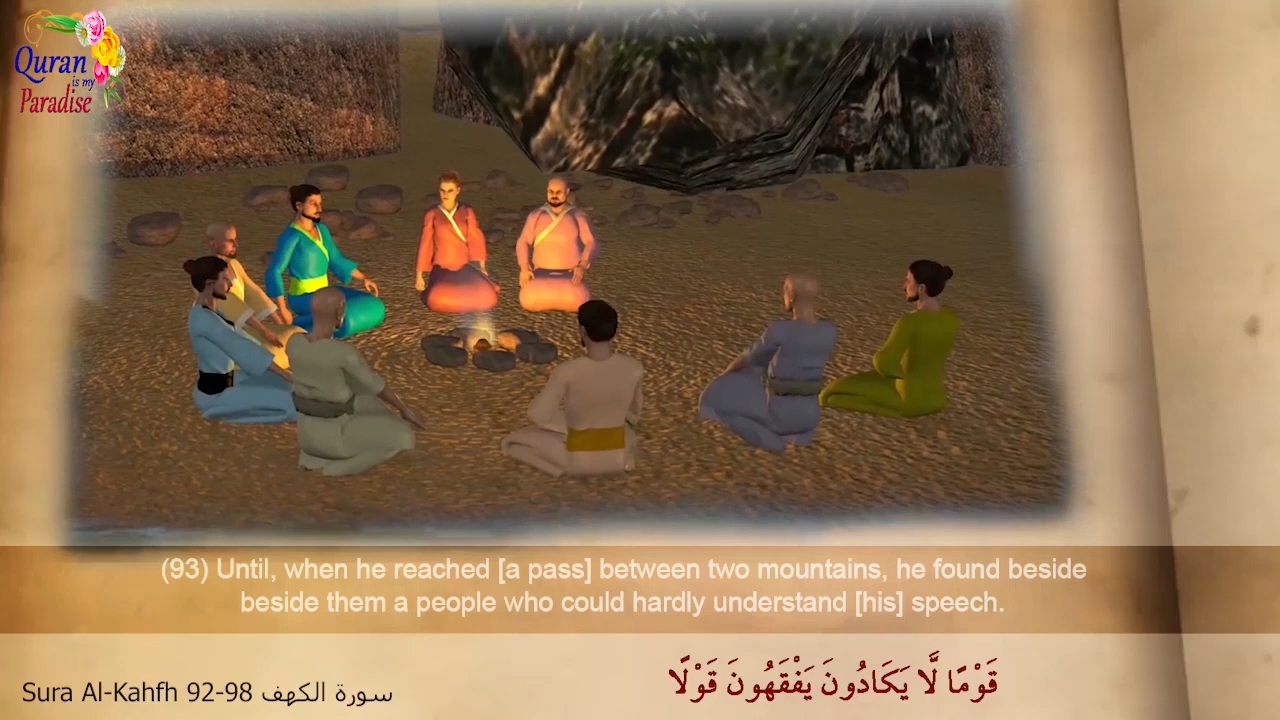 Quran
is my
Paradise
(93) Until, when he reached [a pass] between two mountains, he found beside
beside them a people who could hardly understand [his] speech.
قَوْمًا لَّا يَكَادُونَ يَفْقَهُونَ قَوْلًا
Sura Al-Kahfh 92-98 سورة الكهف